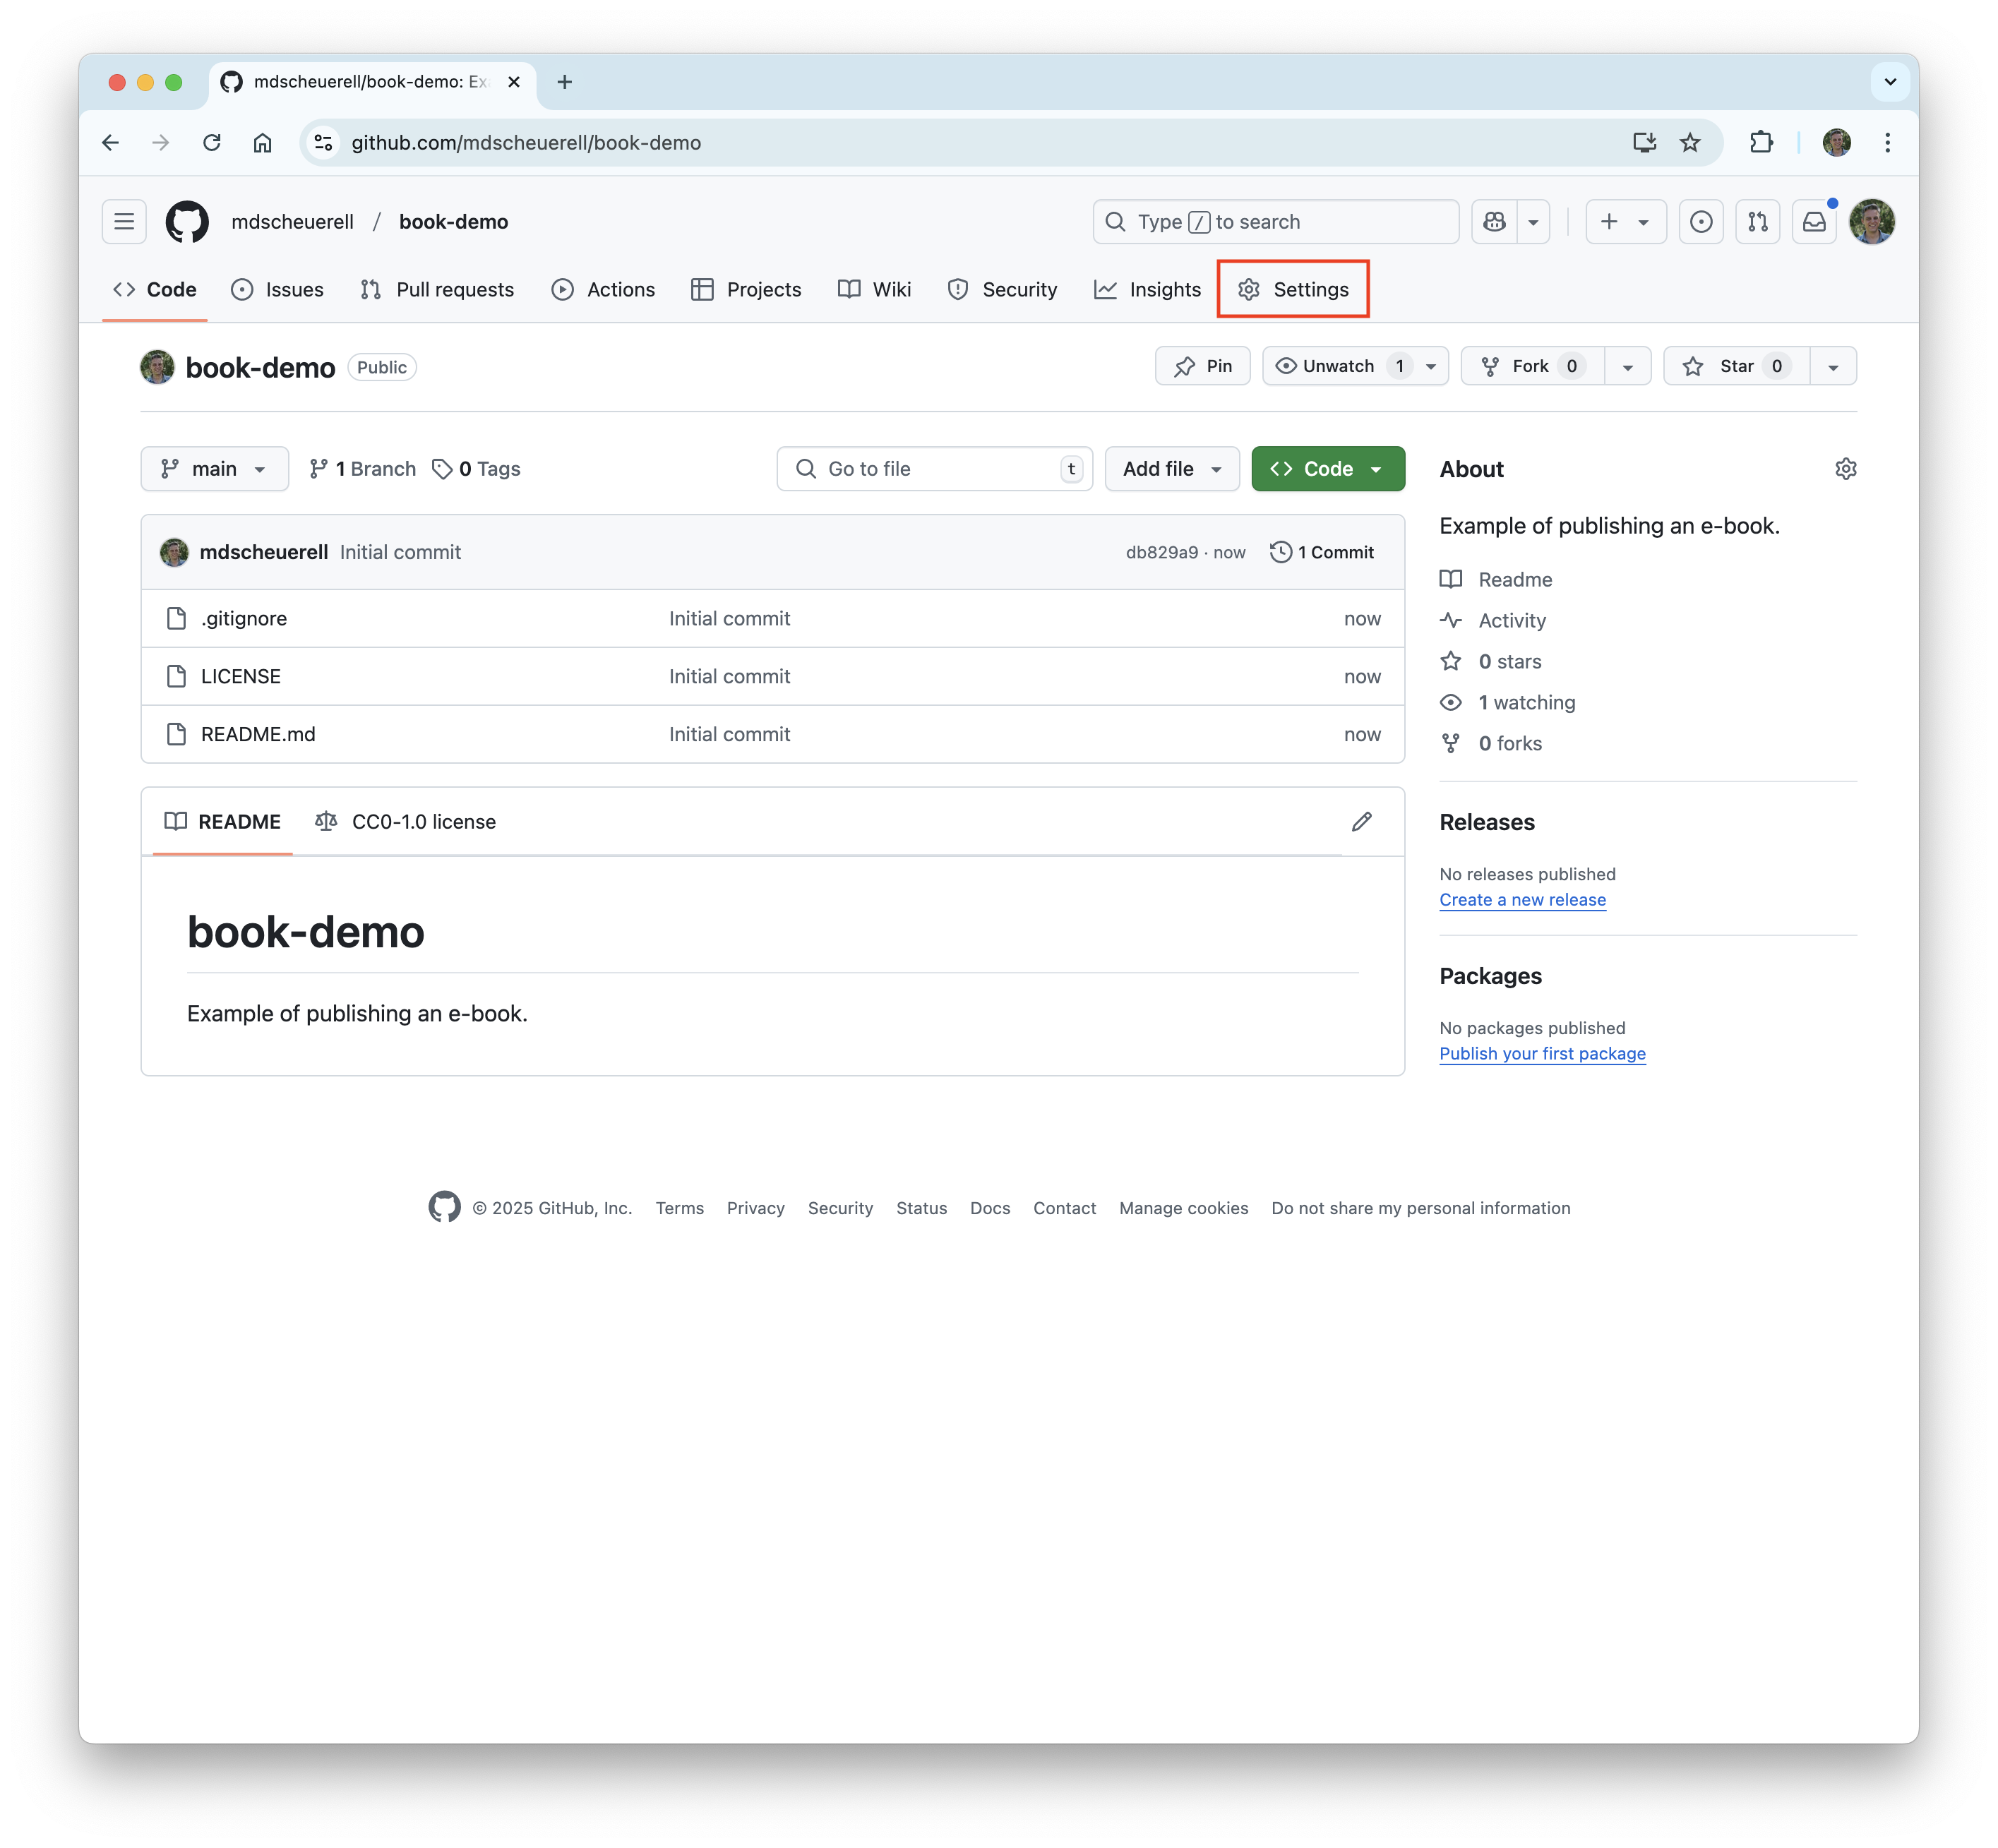 mdscheuerell/book-demo: Ex
github.com/mdscheuerell/book-demo
mdscheuerell / book-demo
Type / to search
Code Issues Pull requests Actions Projects Wiki Security Insights Settings
book-demo Public
Pin Unwatch 1 Fork 0 Star 0
main 1 Branch 0 Tags Go to file t Add file Code
mdscheuerell Initial commit db829a9 · now 1 Commit
.gitignore Initial commit now
LICENSE Initial commit now
README.md Initial commit now
README CC0-1.0 license
book-demo
Example of publishing an e-book.
About
Example of publishing an e-book.
Readme
Activity
0 stars
1 watching
0 forks
Releases
No releases published
Create a new release
Packages
No packages published
Publish your first package
© 2025 GitHub, Inc. Terms Privacy Security Status Docs Contact Manage cookies Do not share my personal information